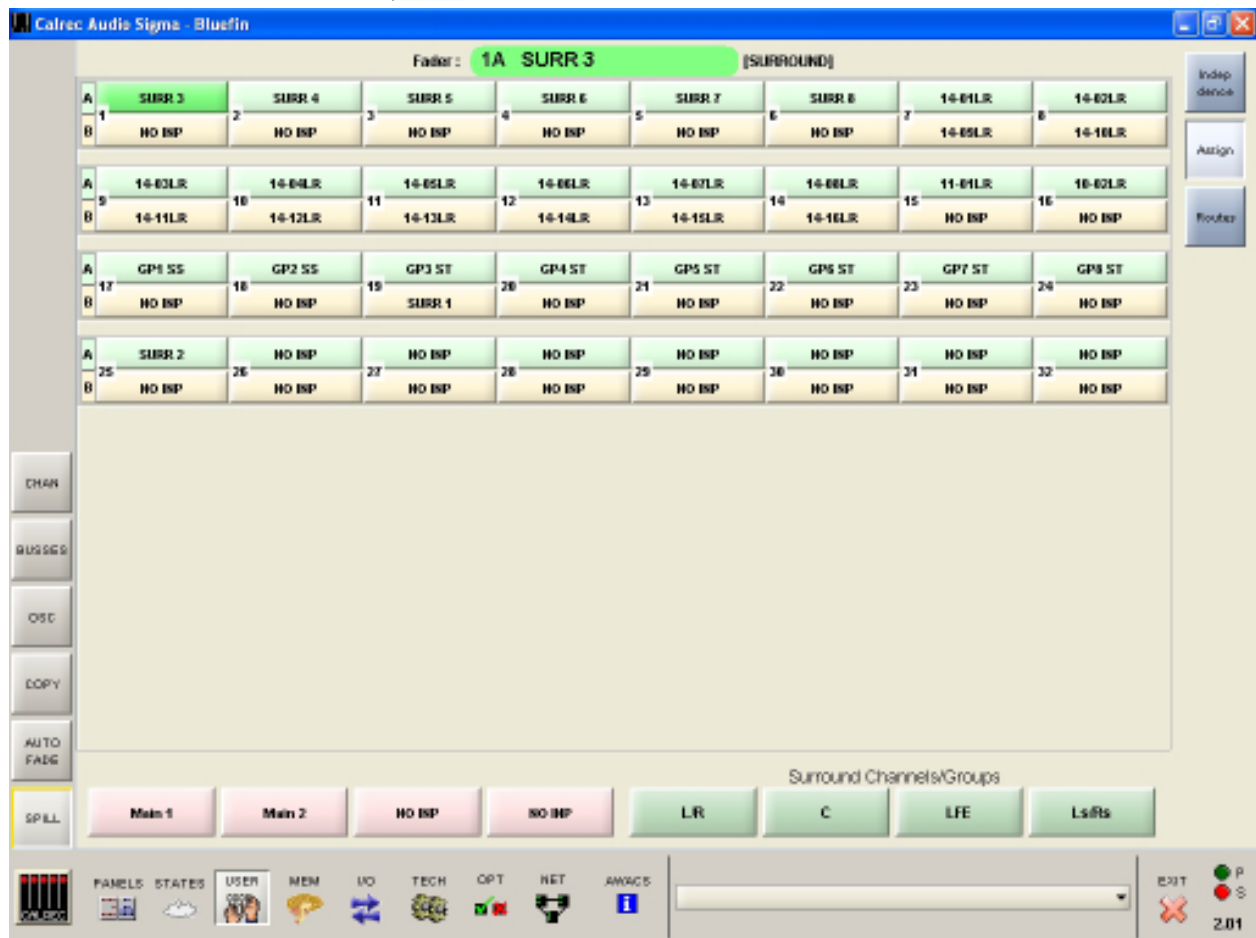 Calrec Audio Sigma - Bluefin
Fader : 1A SURR 3 [SURROUND]
Indep dence
A SURR 3 SURR 4 SURR 5 SURR 6 SURR 7 SURR 8 14-01LR 14-02LR
1 2 3 4 5 6 7 8
B NO INP NO INP NO INP NO INP NO INP NO INP 14-09LR 14-10LR
Assign
A 14-03LR 14-04LR 14-05LR 14-06LR 14-07LR 14-08LR 11-01LR 10-02LR
9 10 11 12 13 14 15 16
B 14-11LR 14-12LR 14-13LR 14-14LR 14-15LR 14-16LR NO INP NO INP
Routes
A GP1 SS GP2 SS GP3 ST GP4 ST GP5 ST GP6 ST GP7 ST GP8 ST
17 18 19 20 21 22 23 24
B NO INP NO INP SURR 1 NO INP NO INP NO INP NO INP NO INP
A SURR 2 NO INP NO INP NO INP NO INP NO INP NO INP NO INP
25 26 27 28 29 30 31 32
B NO INP NO INP NO INP NO INP NO INP NO INP NO INP NO INP
CHAN
BUSSES
OSC
COPY
AUTO
FADE
SPILL
Surround Channels/Groups
Main 1 Main 2 NO INP NO INP L/R C LFE Ls/Rs
PANELS STATES USER MEM I/O TECH OPT NET AWACS EXIT P
S
CALREC
2.01